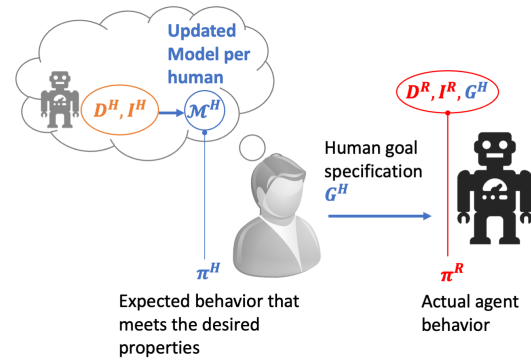 Updated
Model per
human
D^H, I^H
ℳ^H
D^R, I^R, G^H
Human goal
specification
G^H
π^H
π^R
Expected behavior that
meets the desired
properties
Actual agent
behavior